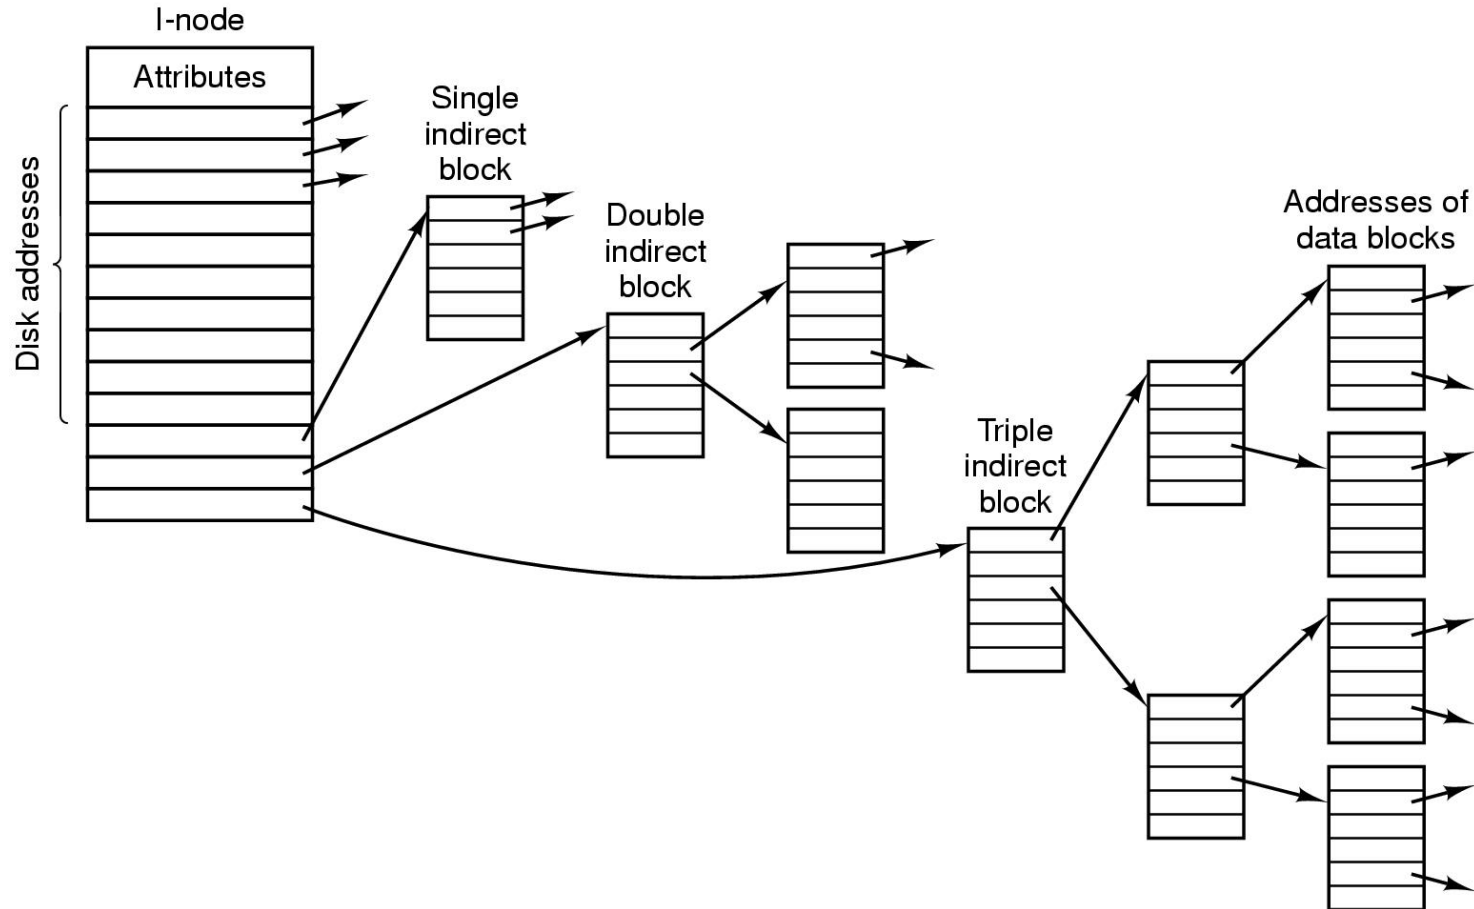 I-node
Attributes
Disk addresses
Single
indirect
block
Double
indirect
block
Triple
indirect
block
Addresses of
data blocks